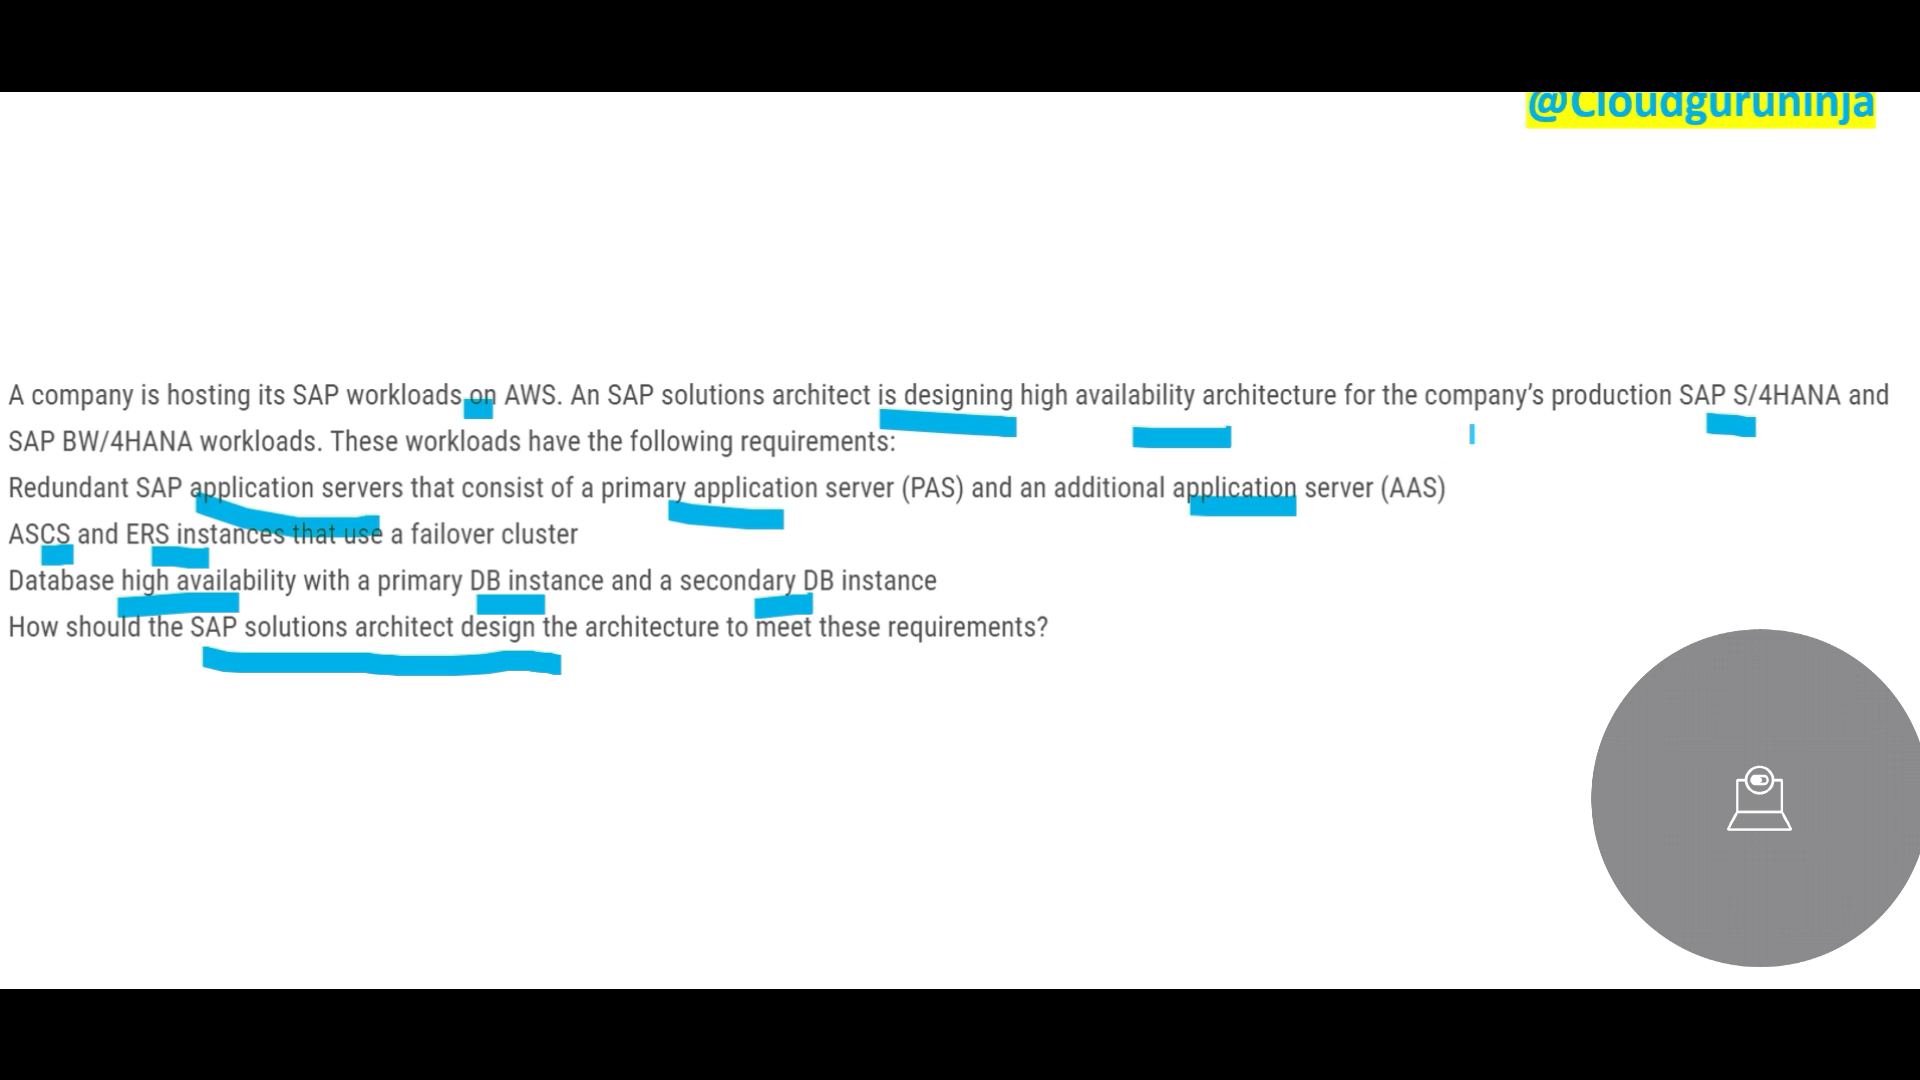 @Cloudguruninja
A company is hosting its SAP workloads on AWS. An SAP solutions architect is designing high availability architecture for the company’s production SAP S/4HANA and
SAP BW/4HANA workloads. These workloads have the following requirements:
Redundant SAP application servers that consist of a primary application server (PAS) and an additional application server (AAS)
ASCS and ERS instances that use a failover cluster
Database high availability with a primary DB instance and a secondary DB instance
How should the SAP solutions architect design the architecture to meet these requirements?